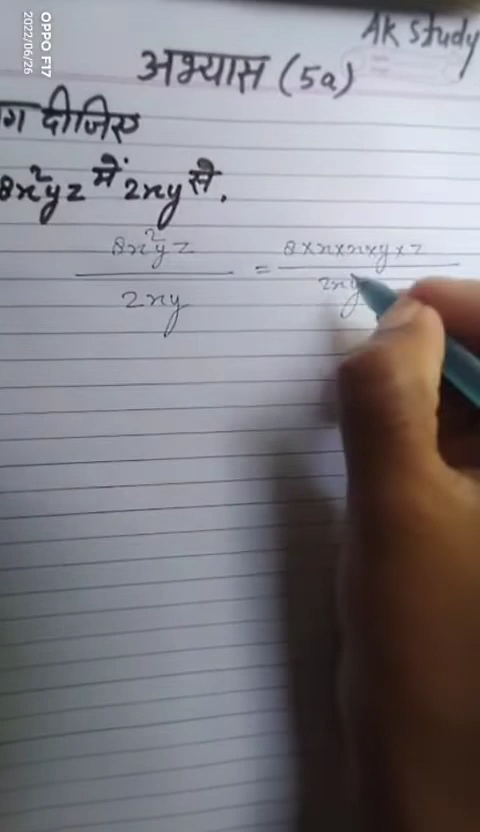 Ak Study
अभ्यास (5a)
ग दीजिए
8x²yz में 2xy से.
8x²yz / 2xy = 8×x×x×y×z / 2xy
OPPO F17
2022/06/26